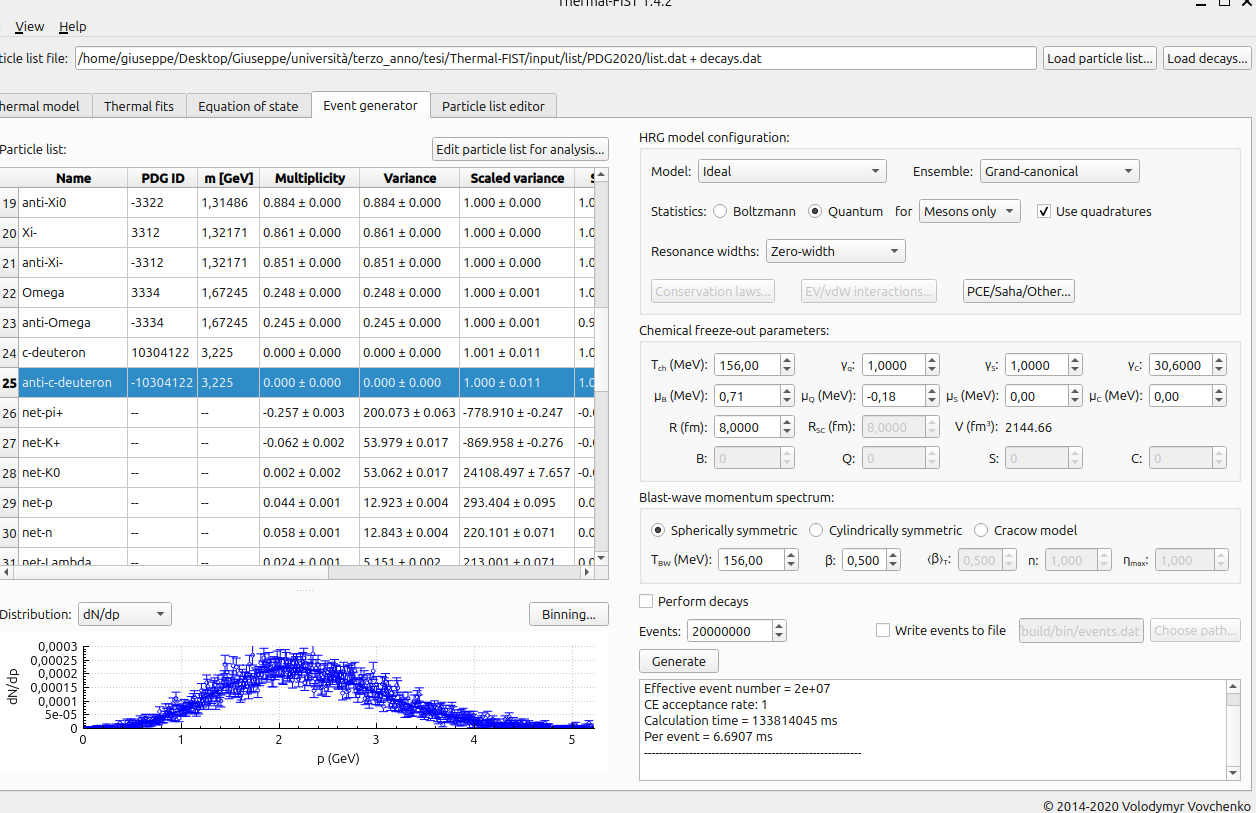 Thermal-FIST 1.4.2
View Help
ticle list file: /home/giuseppe/Desktop/Giuseppe/università/terzo_anno/tesi/Thermal-FIST/input/list/PDG2020/list.dat + decays.dat Load particle list... Load decays...
hermal model Thermal fits Equation of state Event generator Particle list editor
Particle list: Edit particle list for analysis...
Name PDG ID m [GeV] Multiplicity Variance Scaled variance S
19 anti-Xi0 -3322 1,31486 0.884 ± 0.000 0.884 ± 0.000 1.000 ± 0.000 1.0
20 Xi- 3312 1,32171 0.861 ± 0.000 0.861 ± 0.000 1.000 ± 0.000 1.0
21 anti-Xi- -3312 1,32171 0.851 ± 0.000 0.851 ± 0.000 1.000 ± 0.000 1.0
22 Omega 3334 1,67245 0.248 ± 0.000 0.248 ± 0.000 1.000 ± 0.001 1.0
23 anti-Omega -3334 1,67245 0.245 ± 0.000 0.245 ± 0.000 1.000 ± 0.001 0.9
24 c-deuteron 10304122 3,225 0.000 ± 0.000 0.000 ± 0.000 1.001 ± 0.011 1.0
25 anti-c-deuteron -10304122 3,225 0.000 ± 0.000 0.000 ± 0.000 1.000 ± 0.011 1.0
26 net-pi+ -- -- -0.257 ± 0.003 200.073 ± 0.063 -778.910 ± -0.247 -0.
27 net-K+ -- -- -0.062 ± 0.002 53.979 ± 0.017 -869.958 ± -0.276 -0.
28 net-K0 -- -- 0.002 ± 0.002 53.062 ± 0.017 24108.497 ± 7.657 -0.
29 net-p -- -- 0.044 ± 0.001 12.923 ± 0.004 293.404 ± 0.095 0.0
30 net-n -- -- 0.058 ± 0.001 12.843 ± 0.004 220.101 ± 0.071 0.0
31 net-Lambda -- -- 0.024 ± 0.001 5.151 ± 0.002 213.001 ± 0.071 0.0
Distribution: dN/dp Binning...
0,0003
0,00025
0,0002
0,00015
0,0001
5e-05
0
dN/dp
0 1 2 3 4 5
p (GeV)
HRG model configuration:
Model: Ideal Ensemble: Grand-canonical
Statistics: Boltzmann Quantum for Mesons only Use quadratures
Resonance widths: Zero-width
Conservation laws... EV/vdW interactions... PCE/Saha/Other...
Chemical freeze-out parameters:
Tch (MeV): 156,00 γq: 1,0000 γS: 1,0000 γC: 30,6000
μB (MeV): 0,71 μQ (MeV): -0,18 μS (MeV): 0,00 μC (MeV): 0,00
R (fm): 8,0000 RSC (fm): 8,0000 V (fm³): 2144.66
B: 0 Q: 0 S: 0 C: 0
Blast-wave momentum spectrum:
Spherically symmetric Cylindrically symmetric Cracow model
TBW (MeV): 156,00 β: 0,500 ⟨β⟩T: 0,500 n: 1,000 ηmax: 1,000
Perform decays
Events: 20000000 Write events to file build/bin/events.dat Choose path...
Generate
Effective event number = 2e+07
CE acceptance rate: 1
Calculation time = 133814045 ms
Per event = 6.6907 ms
----------------------------------------------------------
© 2014-2020 Volodymyr Vovchenko